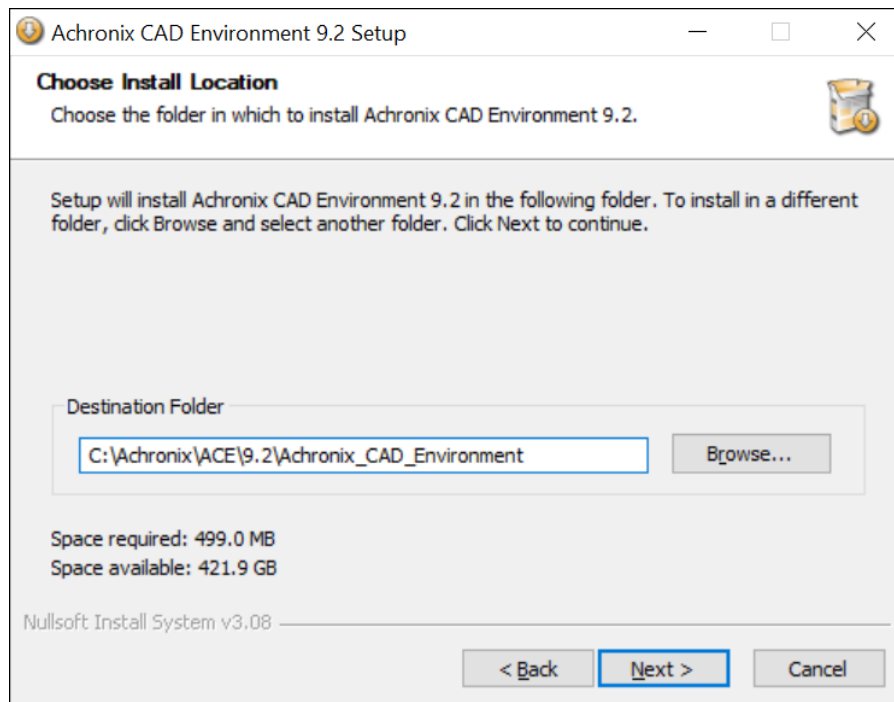 Achronix CAD Environment 9.2 Setup
Choose Install Location
Choose the folder in which to install Achronix CAD Environment 9.2.
Setup will install Achronix CAD Environment 9.2 in the following folder. To install in a different
folder, click Browse and select another folder. Click Next to continue.
Destination Folder
C:\Achronix\ACE\9.2\Achronix_CAD_Environment
Browse...
Space required: 499.0 MB
Space available: 421.9 GB
Nullsoft Install System v3.08
< Back
Next >
Cancel